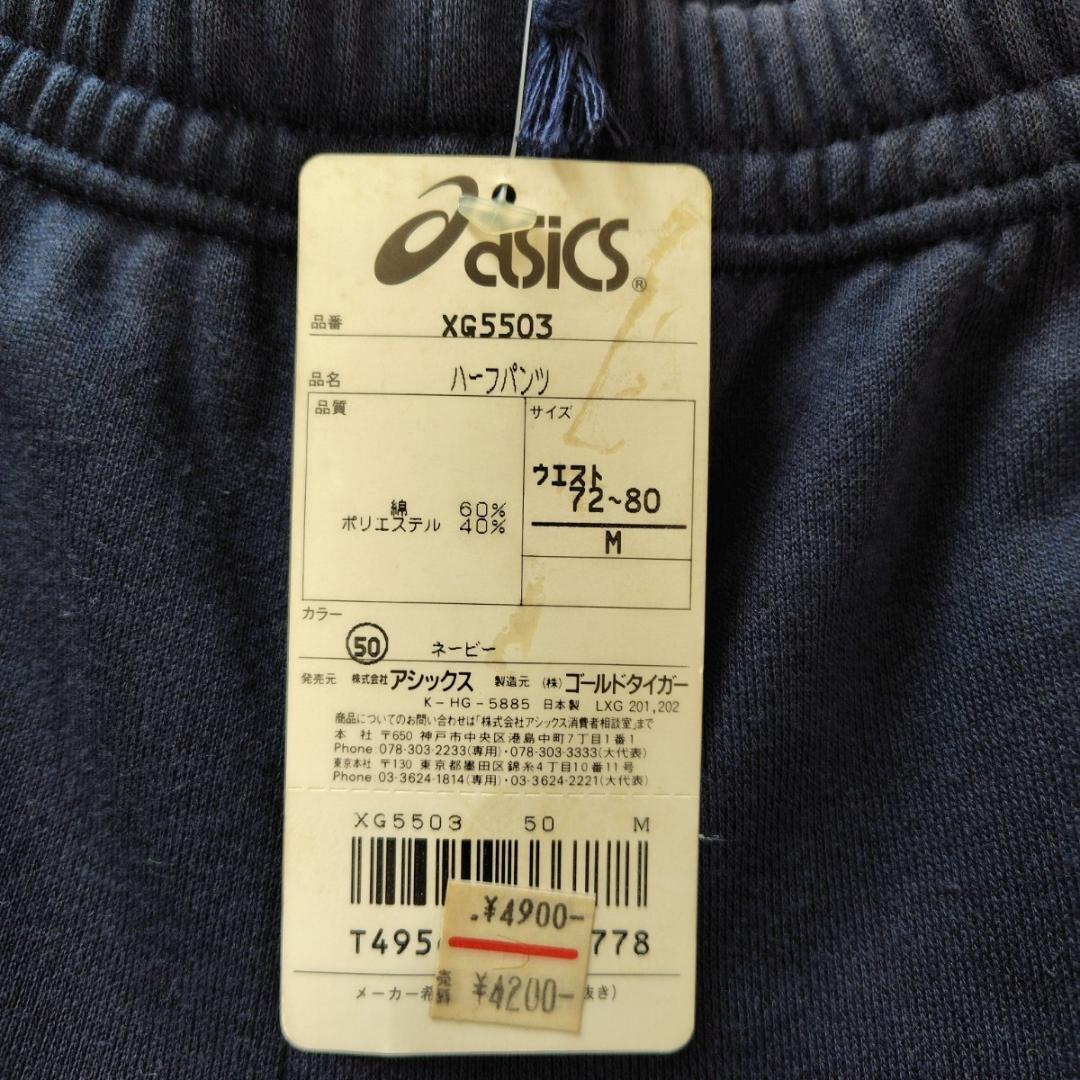 asics®
品番 XG5503
品名 ハーフパンツ
品質
サイズ
綿 60%
ポリエステル 40%
ウエスト
72~80
M
カラー
50 ネービー
発売元 株式会社アシックス 製造元 (株)ゴールドタイガー
K-HG-5885 日本製 LXG 201,202
商品についてのお問い合わせは「株式会社アシックス消費者相談室」まで
本社 〒650 神戸市中央区港島中町7丁目1番1
Phone:078-303-2233(専用)・078-303-3333(大代表)
東京本社 〒130 東京都墨田区錦糸4丁目10番11号
Phone:03-3624-1814(専用)・03-3624-2221(大代表)
XG5503 50 M
¥4900-
T495 778
¥4200-
メーカー希 抜き)